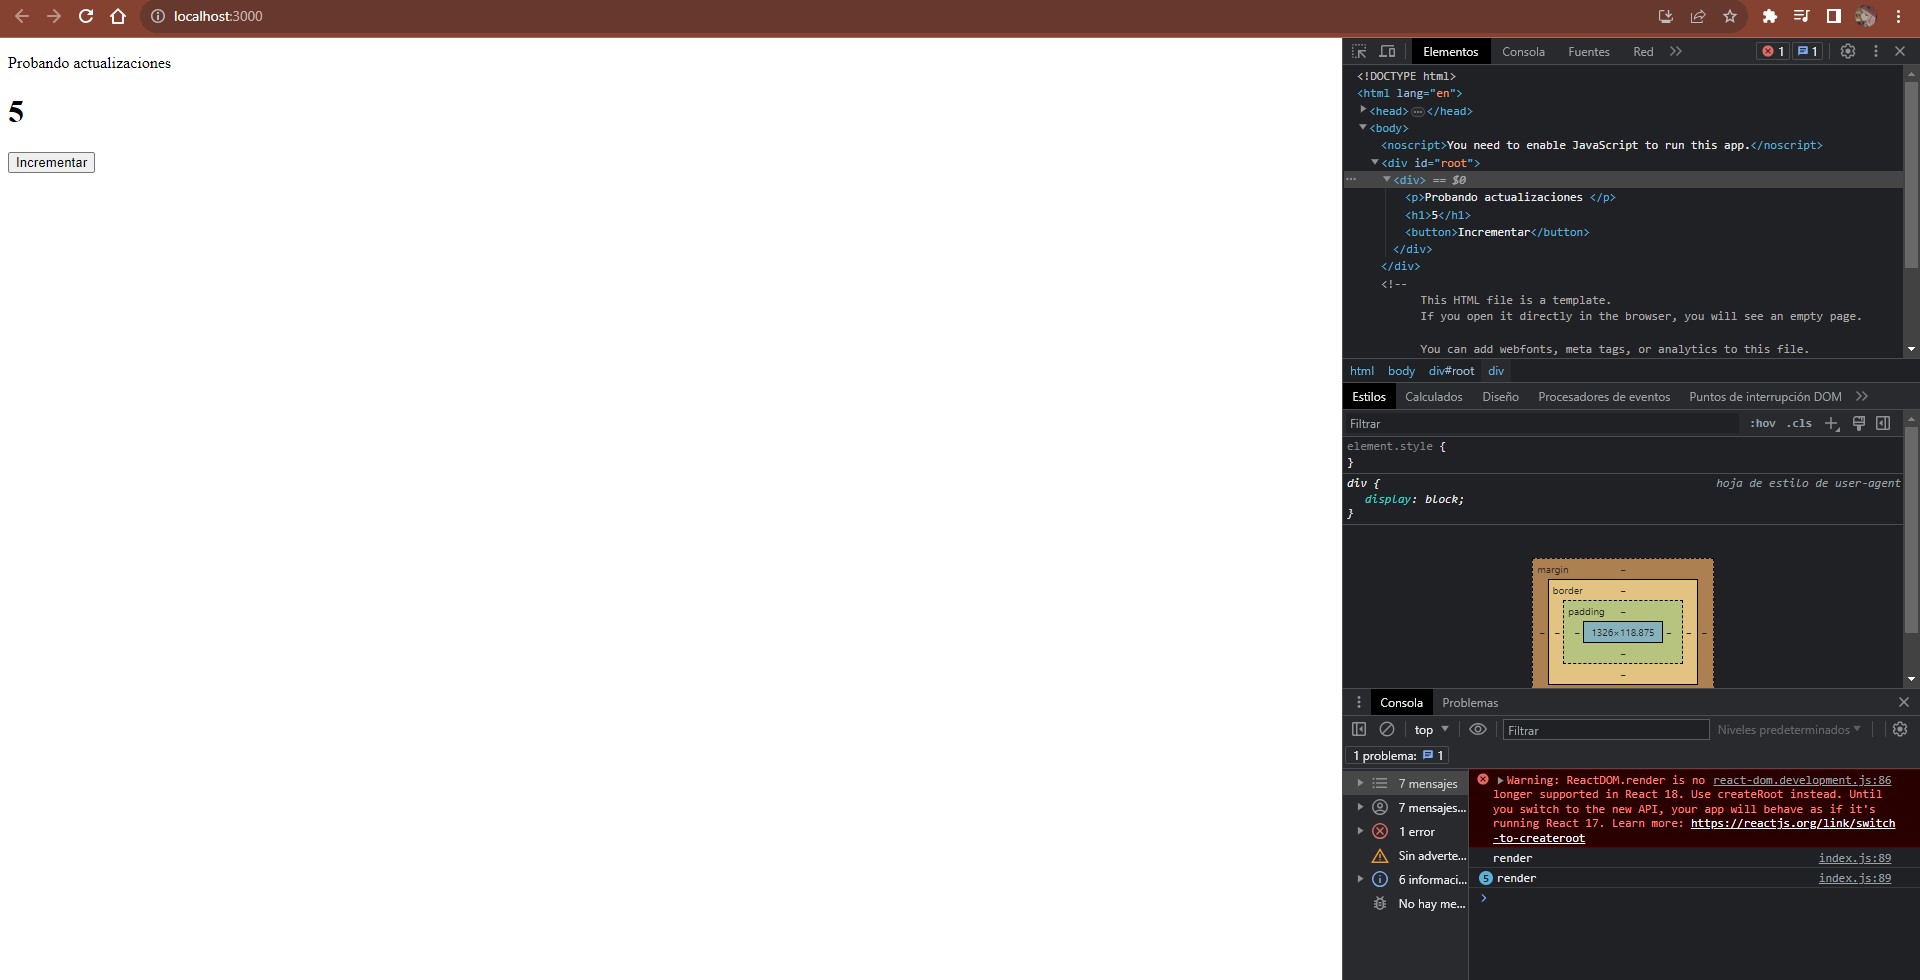 localhost:3000
Probando actualizaciones
5
Incrementar
Elementos Consola Fuentes Red 1 1
<!DOCTYPE html>
<html lang="en">
<head> </head>
<body>
<noscript>You need to enable JavaScript to run this app.</noscript>
<div id="root">
<div> == $0
<p>Probando actualizaciones </p>
<h1>5</h1>
<button>Incrementar</button>
</div>
</div>
<!--
This HTML file is a template.
If you open it directly in the browser, you will see an empty page.
You can add webfonts, meta tags, or analytics to this file.
html body div#root div
Estilos Calculados Diseño Procesadores de eventos Puntos de interrupción DOM
Filtrar :hov .cls
element.style {
}
div { hoja de estilo de user-agent
display: block;
}
margin –
border –
padding –
– – – 1326×118.875 – – –
–
–
Consola Problemas
top Filtrar Niveles predeterminados
1 problema: 1
7 mensajes
7 mensajes...
1 error
Sin adverte...
6 informaci...
No hay me...
Warning: ReactDOM.render is no react-dom.development.js:86
longer supported in React 18. Use createRoot instead. Until
you switch to the new API, your app will behave as if it's
running React 17. Learn more: https://reactjs.org/link/switch
-to-createroot
render index.js:89
5 render index.js:89